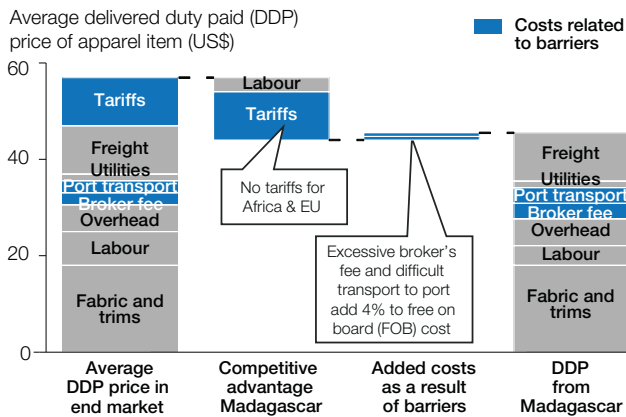 Average delivered duty paid (DDP)
price of apparel item (US$)
Costs related
to barriers
60
40
20
0
Tariffs
Freight
Utilities
Port transport
Broker fee
Overhead
Labour
Fabric and
trims
Labour
Tariffs
No tariffs for
Africa & EU
Excessive broker's
fee and difficult
transport to port
add 4% to free on
board (FOB) cost
Freight
Utilities
Port transport
Broker fee
Overhead
Labour
Fabric and
trims
Average
DDP price in
end market
Competitive
advantage
Madagascar
Added costs
as a result
of barriers
DDP
from
Madagascar